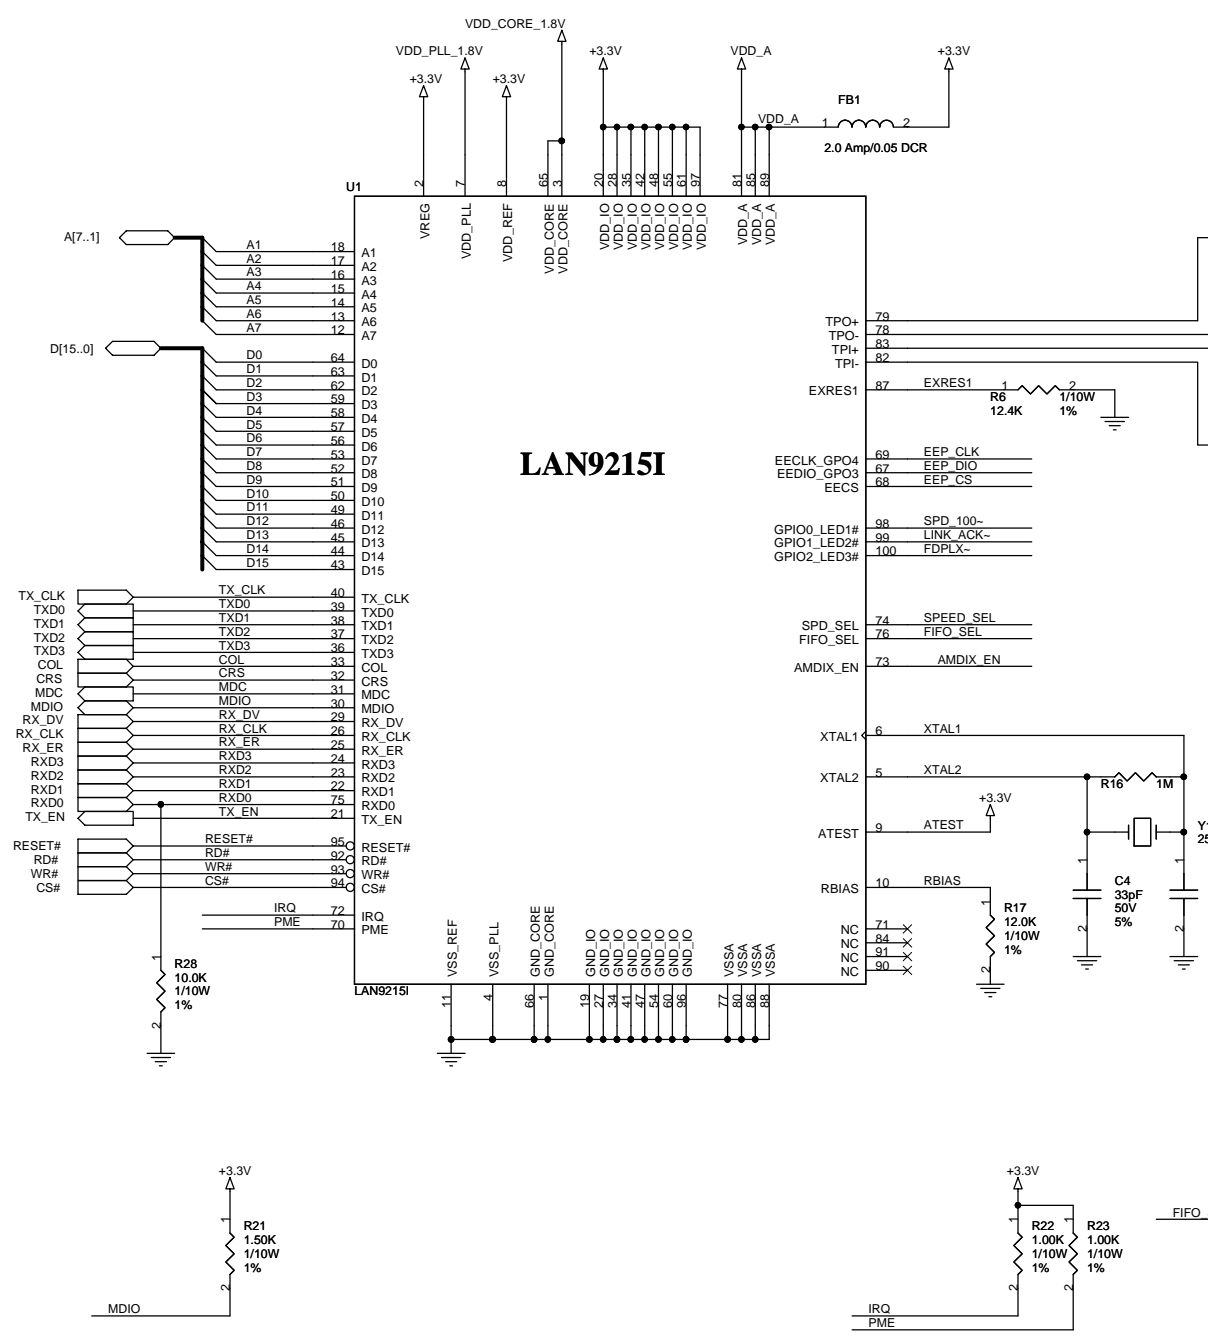 VDD_CORE_1.8V
VDD_PLL_1.8V
+3.3V
VDD_A
+3.3V
+3.3V
+3.3V
FB1
VDD_A
1
2
2.0 Amp/0.05 DCR
U1
2
7
8
65
3
20
28
35
42
48
55
61
97
81
85
89
VREG
VDD_PLL
VDD_REF
VDD_CORE
VDD_CORE
VDD_IO
VDD_IO
VDD_IO
VDD_IO
VDD_IO
VDD_IO
VDD_IO
VDD_IO
VDD_A
VDD_A
VDD_A
A[7..1]
A1 18 A1
A2 17 A2
A3 16 A3
A4 15 A4
A5 14 A5
A6 13 A6
A7 12 A7
D[15..0]
D0 64 D0
D1 63 D1
D2 62 D2
D3 59 D3
D4 58 D4
D5 57 D5
D6 56 D6
D7 53 D7
D8 52 D8
D9 51 D9
D10 50 D10
D11 49 D11
D12 46 D12
D13 45 D13
D14 44 D14
D15 43 D15
TX_CLK TX_CLK 40 TX_CLK
TXD0 TXD0 39 TXD0
TXD1 TXD1 38 TXD1
TXD2 TXD2 37 TXD2
TXD3 TXD3 36 TXD3
COL COL 33 COL
CRS CRS 32 CRS
MDC MDC 31 MDC
MDIO MDIO 30 MDIO
RX_DV RX_DV 29 RX_DV
RX_CLK RX_CLK 26 RX_CLK
RX_ER RX_ER 25 RX_ER
RXD3 RXD3 24 RXD3
RXD2 RXD2 23 RXD2
RXD1 RXD1 22 RXD1
RXD0 RXD0 75 RXD0
TX_EN TX_EN 21 TX_EN
RESET# RESET# 95 RESET#
RD# RD# 92 RD#
WR# WR# 93 WR#
CS# CS# 94 CS#
IRQ 72 IRQ
PME 70 PME
LAN9215I
TPO+ 79
TPO- 78
TPI+ 83
TPI- 82
EXRES1 87 EXRES1
1
2
R6
12.4K
1/10W
1%
EECLK_GPO4 69 EEP_CLK
EEDIO_GPO3 67 EEP_DIO
EECS 68 EEP_CS
GPIO0_LED1# 98 SPD_100~
GPIO1_LED2# 99 LINK_ACK~
GPIO2_LED3# 100 FDPLX~
SPD_SEL 74 SPEED_SEL
FIFO_SEL 76 FIFO_SEL
AMDIX_EN 73 AMDIX_EN
XTAL1 6 XTAL1
XTAL2 5 XTAL2
R16
1M
+3.3V
ATEST 9 ATEST
Y1
25
RBIAS 10 RBIAS
1
R17
12.0K
1/10W
1%
2
1
C4
33pF
50V
5%
2
1
2
NC 71
NC 84
NC 91
NC 90
VSS_REF
VSS_PLL
GND_CORE
GND_CORE
GND_IO
GND_IO
GND_IO
GND_IO
GND_IO
GND_IO
GND_IO
GND_IO
VSSA
VSSA
VSSA
VSSA
LAN9215I
11
4
66
1
19
27
34
41
47
54
60
96
77
80
86
88
1
R28
10.0K
1/10W
1%
2
+3.3V
1
R21
1.50K
1/10W
1%
2
MDIO
+3.3V
1
R22
1.00K
1/10W
1%
2
1
R23
1.00K
1/10W
1%
2
IRQ
PME
FIFO_